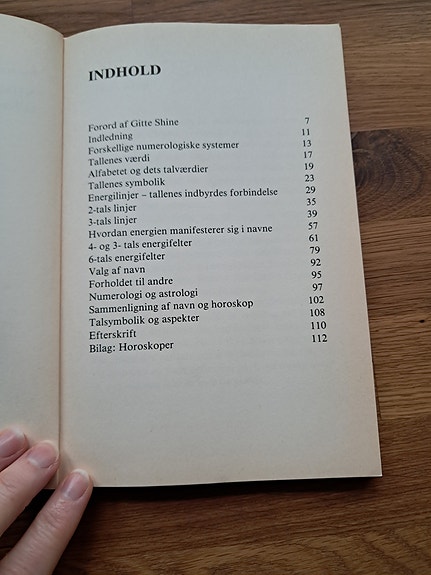 INDHOLD
Forord af Gitte Shine 7
Indledning 11
Forskellige numerologiske systemer 13
Tallenes værdi 17
Alfabetet og dets talværdier 19
Tallenes symbolik 23
Energilinjer – tallenes indbyrdes forbindelse 29
2-tals linjer 35
3-tals linjer 39
Hvordan energien manifesterer sig i navne 57
4- og 3- tals energifelter 61
6-tals energifelter 79
Valg af navn 92
Forholdet til andre 95
Numerologi og astrologi 97
Sammenligning af navn og horoskop 102
Talsymbolik og aspekter 108
Efterskrift 110
Bilag: Horoskoper 112